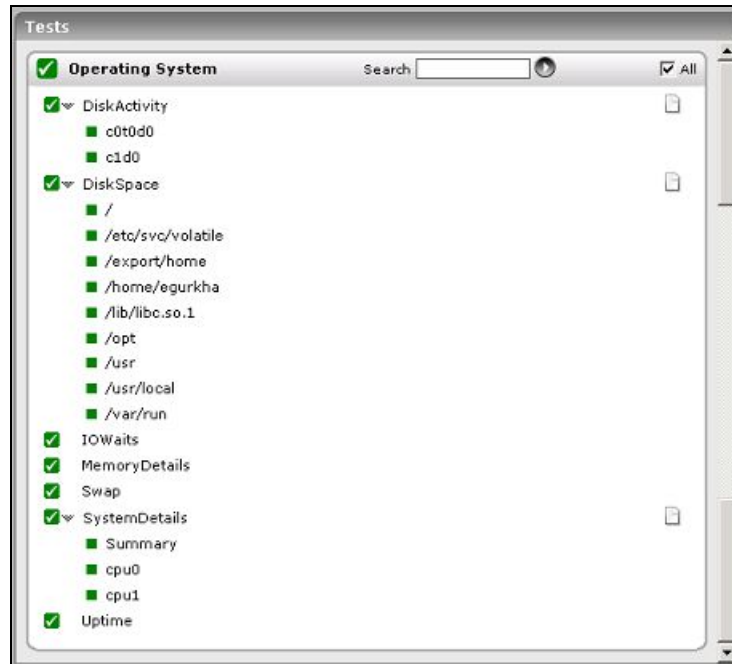 Tests
Operating System Search All
DiskActivity
c0t0d0
c1d0
DiskSpace
/
/etc/svc/volatile
/export/home
/home/egurkha
/lib/libc.so.1
/opt
/usr
/usr/local
/var/run
IOWaits
MemoryDetails
Swap
SystemDetails
Summary
cpu0
cpu1
Uptime